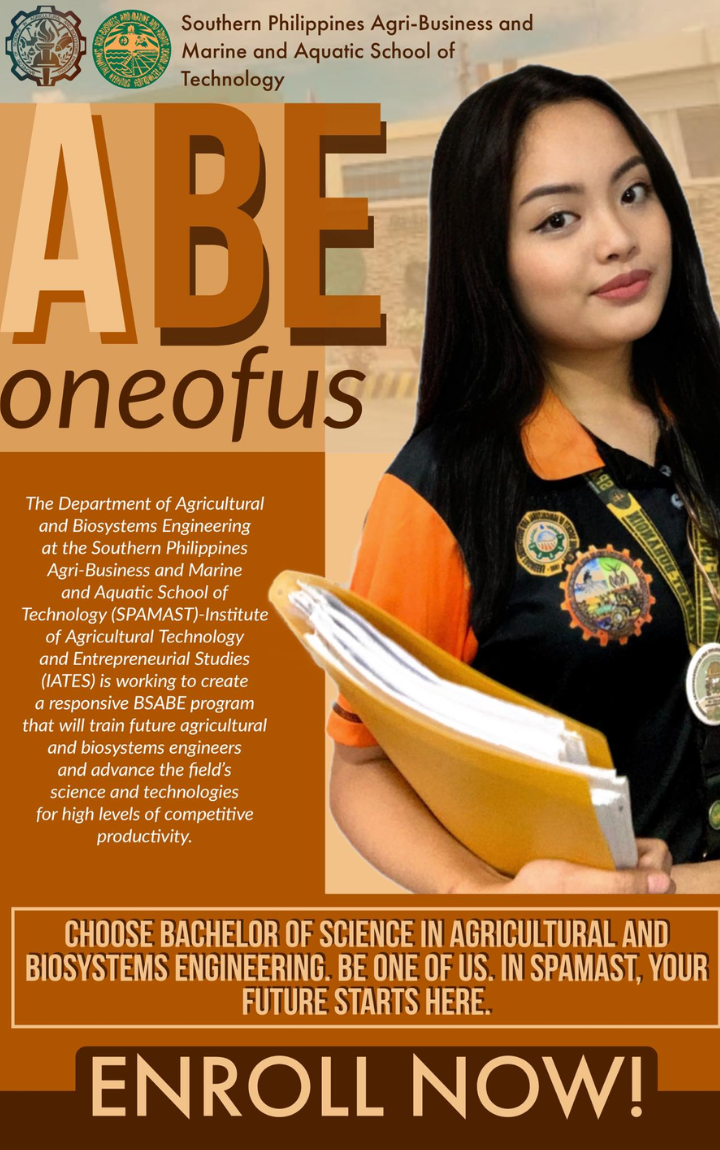 Southern Philippines Agri-Business and
Marine and Aquatic School of
Technology
ABE
oneofus
The Department of Agricultural
and Biosystems Engineering
at the Southern Philippines
Agri-Business and Marine
and Aquatic School of
Technology (SPAMAST)-Institute
of Agricultural Technology
and Entrepreneurial Studies
(IATES) is working to create
a responsive BSABE program
that will train future agricultural
and biosystems engineers
and advance the field's
science and technologies
for high levels of competitive
productivity.
CHOOSE BACHELOR OF SCIENCE IN AGRICULTURAL AND
BIOSYSTEMS ENGINEERING. BE ONE OF US. IN SPAMAST, YOUR
FUTURE STARTS HERE.
ENROLL NOW!